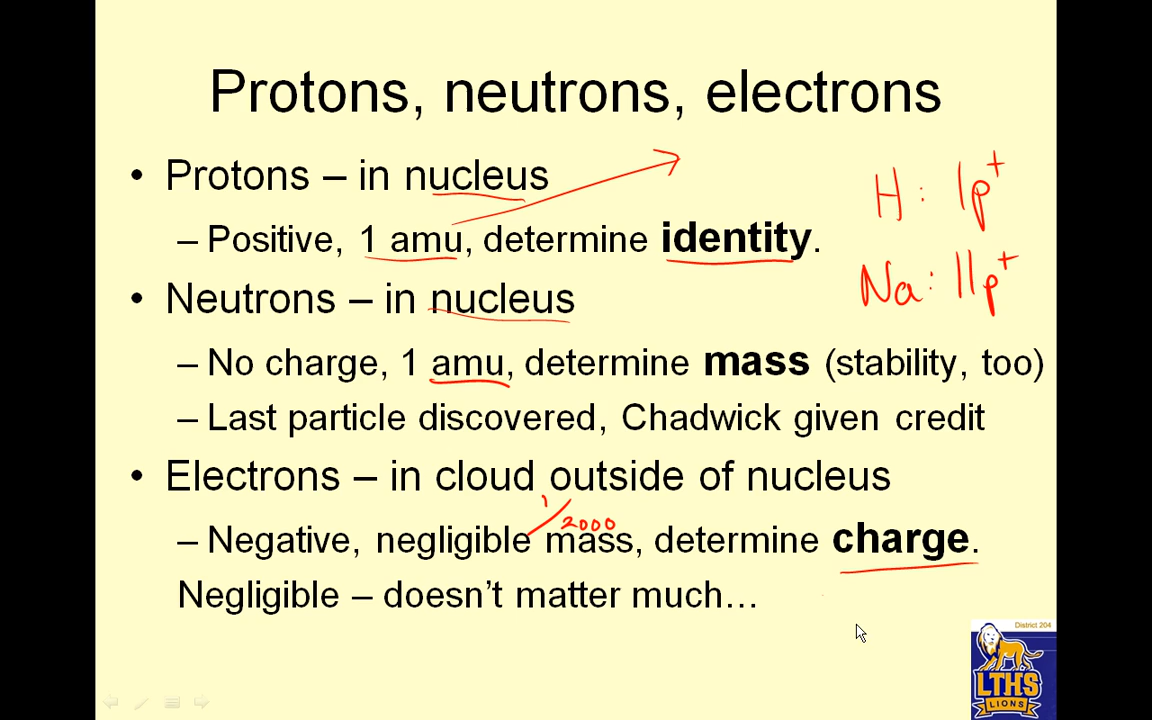 Protons, neutrons, electrons
• Protons – in nucleus
– Positive, 1 amu, determine identity.
H: 1p+
Na: 11p+
• Neutrons – in nucleus
– No charge, 1 amu, determine mass (stability, too)
– Last particle discovered, Chadwick given credit
• Electrons – in cloud outside of nucleus
1/2000
– Negative, negligible mass, determine charge.
Negligible – doesn't matter much…
District 204
LTHS
LIONS